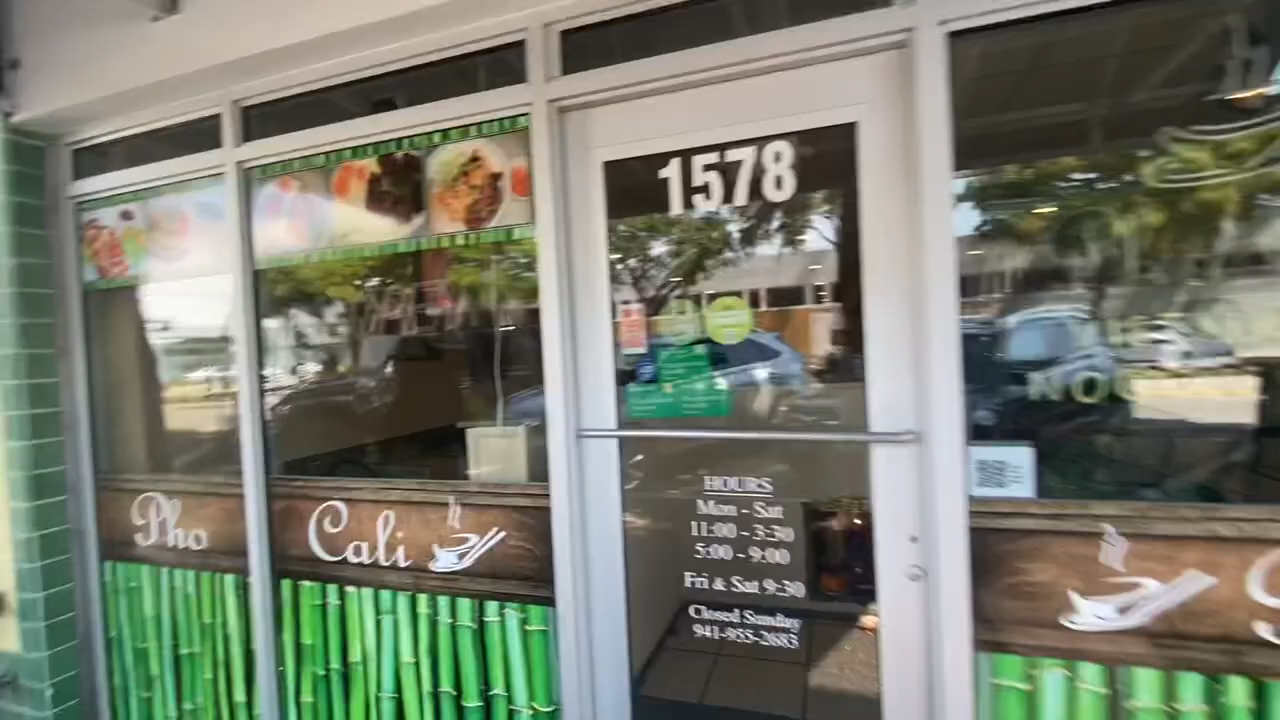 1578
Pho
Cali
HOURS
Mon - Sat
11:00 - 3:30
5:00 - 9:00
Fri & Sat 9:30
Closed Sunday
941-955-2683